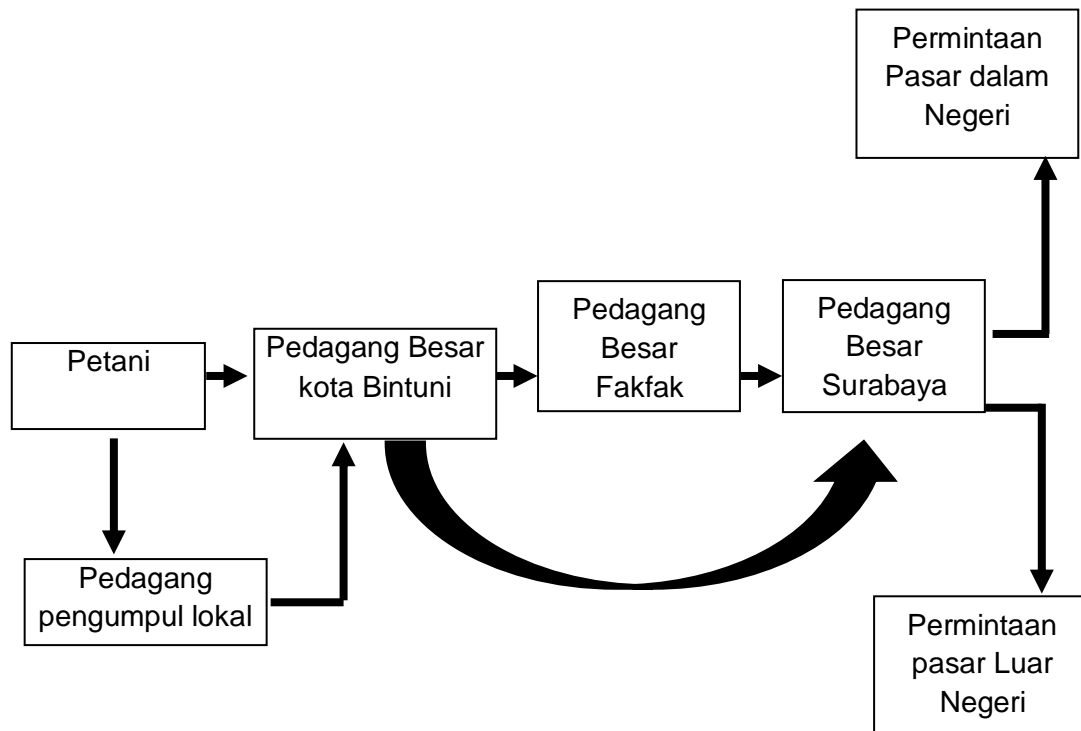 Permintaan
Pasar dalam
Negeri
Petani
Pedagang Besar
kota Bintuni
Pedagang
Besar
Fakfak
Pedagang
Besar
Surabaya
Pedagang
pengumpul lokal
Permintaan
pasar Luar
Negeri